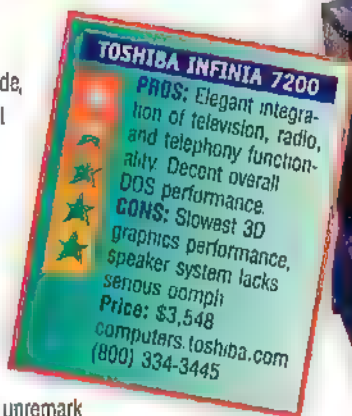 de,
l
TOSHIBA INFINIA 7200
PROS: Elegant integra-
tion of television, radio,
and telephony function-
ality. Decent overall
DOS performance.
CONS: Slowest 3D
graphics performance,
speaker system lacks
serious oomph
Price: $3,548
computers.toshiba.com
(800) 334-3445
unremark